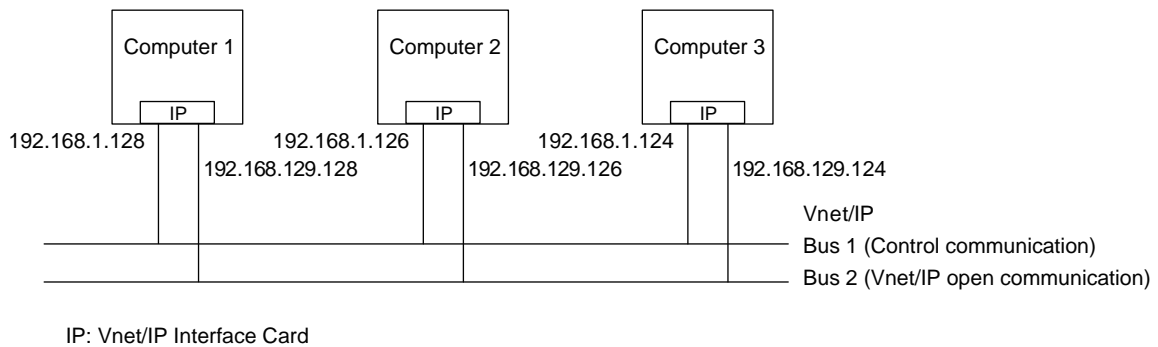 Computer 1
Computer 2
Computer 3
IP
IP
IP
192.168.1.128
192.168.1.126
192.168.1.124
192.168.129.128
192.168.129.126
192.168.129.124
Vnet/IP
Bus 1 (Control communication)
Bus 2 (Vnet/IP open communication)
IP: Vnet/IP Interface Card